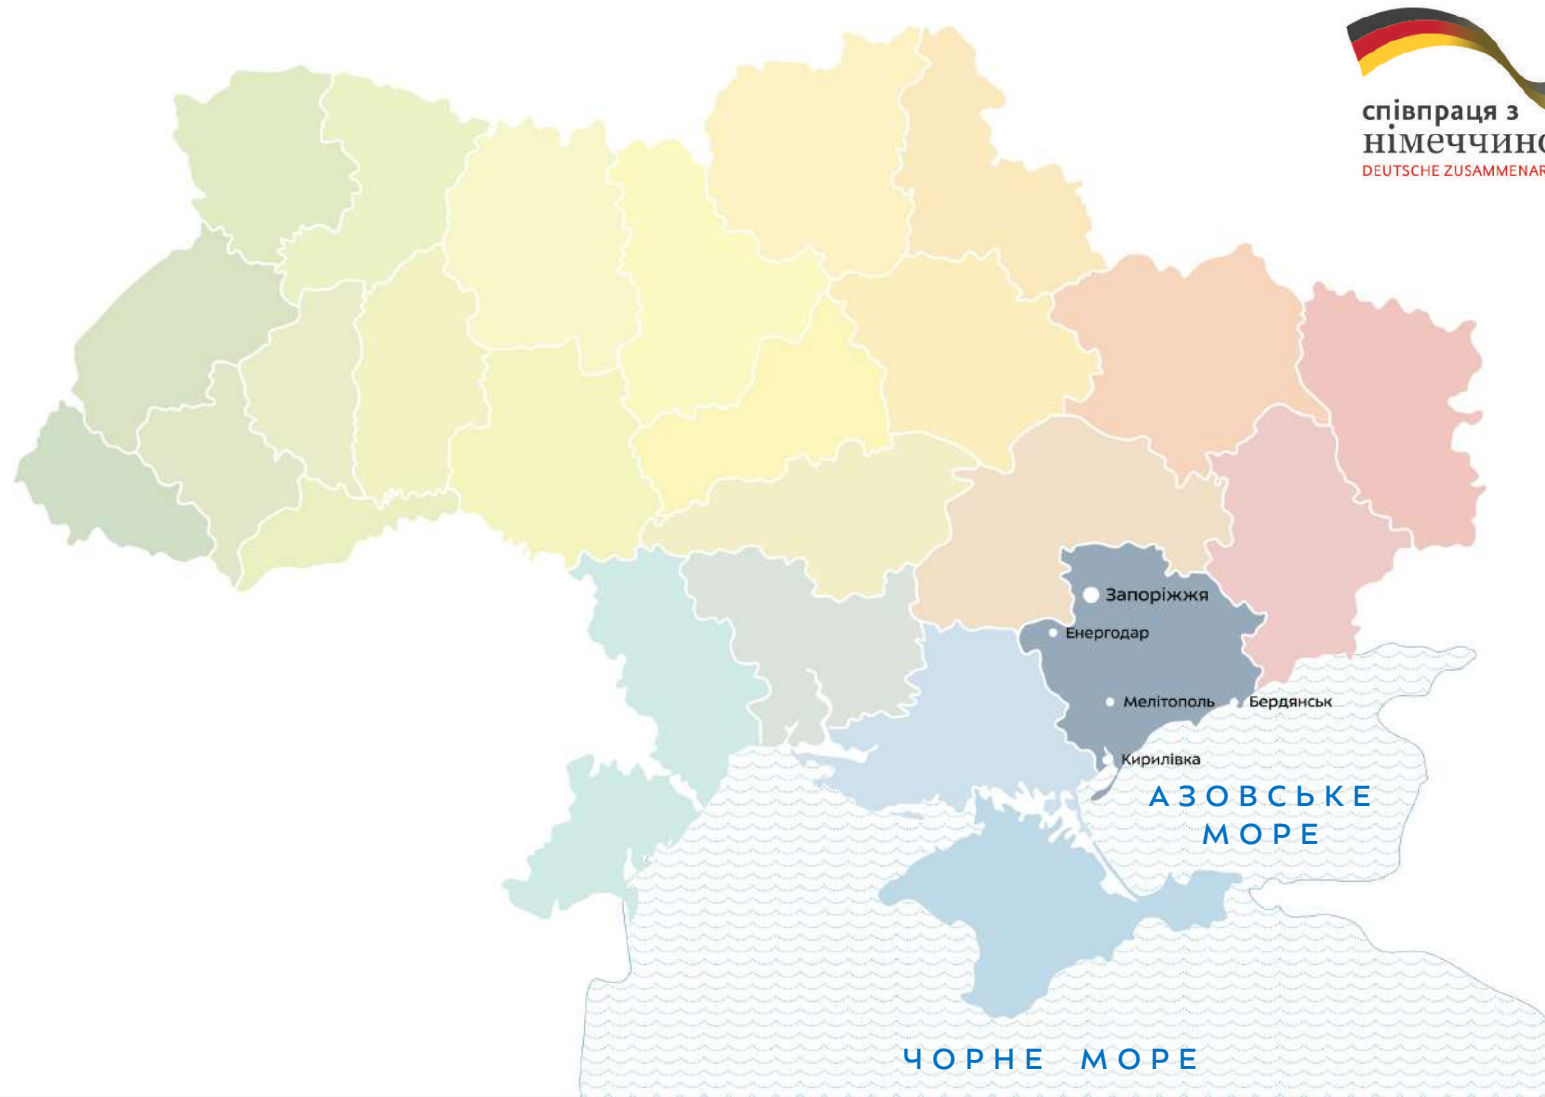 співпраця з
Запоріжжя
Енергодар
Мелітополь
Бердянськ
Кирилівка
АЗОВСЬКЕ
МОРЕ
ЧОРНЕ МОРЕ